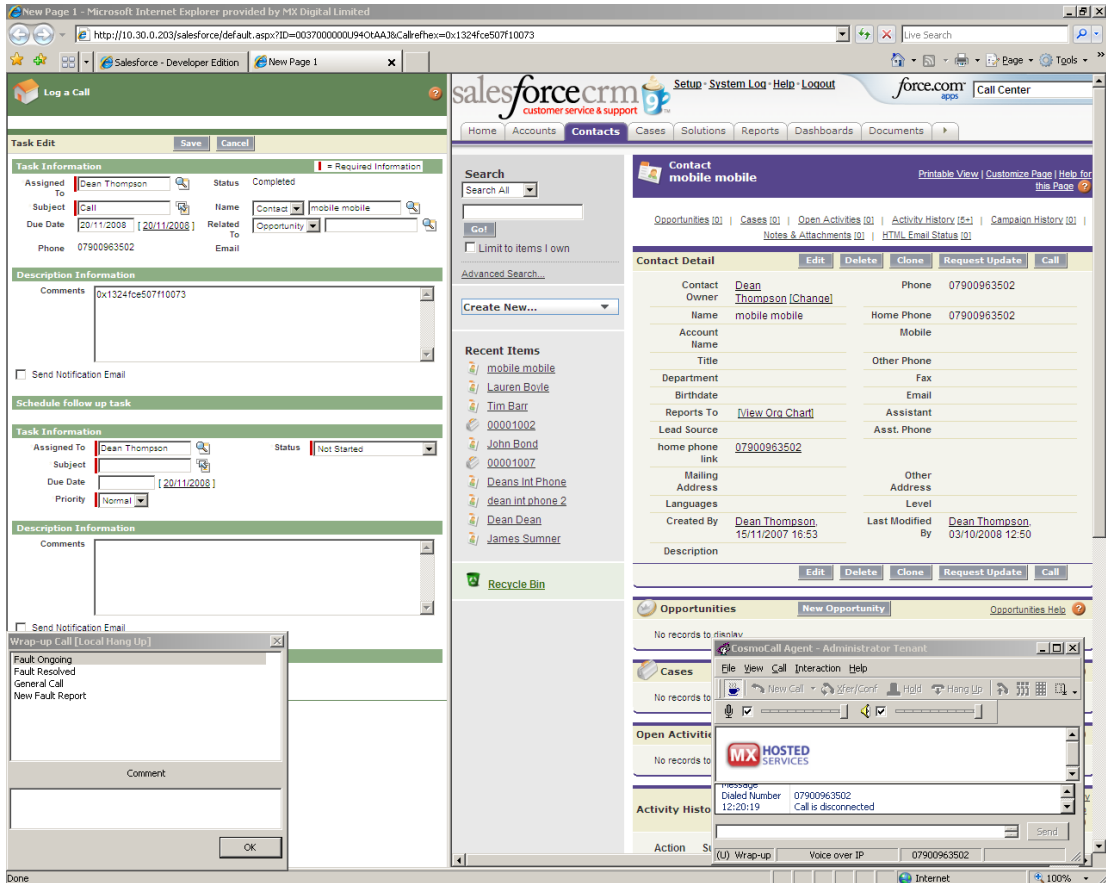 New Page 1 - Microsoft Internet Explorer provided by MX Digital Limited
http://10.30.0.203/salesforce/default.aspx?ID=0037000000U94OtAAJ&Callrefhex=0x1324fce507f10073
Live Search
Salesforce - Developer Edition
New Page 1
Page
Tools
Log a Call
Task Edit
Save
Cancel
Task Information
= Required Information
Assigned To
Dean Thompson
Status
Completed
Subject
Call
Name
Contact
mobile mobile
Due Date
20/11/2008
[ 20/11/2008 ]
Related To
Opportunity
Phone
07900963502
Email
Description Information
Comments
0x1324fce507f10073
Send Notification Email
Schedule follow up task
Task Information
Assigned To
Dean Thompson
Status
Not Started
Subject
Due Date
[ 20/11/2008 ]
Priority
Normal
Description Information
Comments
Send Notification Email
Wrap-up Call [Local Hang Up]
Fault Ongoing
Fault Resolved
General Call
New Fault Report
Comment
OK
salesforcecrm
customer service & support
9
Setup · System Log · Help · Logout
force.com
apps
Call Center
Home
Accounts
Contacts
Cases
Solutions
Reports
Dashboards
Documents
Search
Search All
Go!
Limit to items I own
Advanced Search...
Create New...
Recent Items
mobile mobile
Lauren Boyle
Tim Barr
00001002
John Bond
00001007
Deans Int Phone
dean int phone 2
Dean Dean
James Sumner
Recycle Bin
Contact
mobile mobile
Printable View | Customize Page | Help for this Page
Opportunities [0] | Cases [0] | Open Activities [0] | Activity History [5+] | Campaign History [0] |
Notes & Attachments [0] | HTML Email Status [0]
Contact Detail
Edit
Delete
Clone
Request Update
Call
Contact Owner
Dean Thompson [Change]
Phone
07900963502
Name
mobile mobile
Home Phone
07900963502
Account Name
Mobile
Title
Other Phone
Department
Fax
Birthdate
Email
Reports To
[View Org Chart]
Assistant
Lead Source
Asst. Phone
home phone link
07900963502
Mailing Address
Other Address
Languages
Level
Created By
Dean Thompson, 15/11/2007 16:53
Last Modified By
Dean Thompson, 03/10/2008 12:50
Description
Edit
Delete
Clone
Request Update
Call
Opportunities
New Opportunity
Opportunities Help
No records to display
Cases
No records to
Open Activitie
No records to
Activity Histo
Action
CosmoCall Agent - Administrator Tenant
File View Call Interaction Help
New Call
Xfer/Conf
Hold
Hang Up
MX HOSTED
SERVICES
Message
Dialed Number 07900963502
12:20:19 Call is disconnected
Send
(U) Wrap-up
Voice over IP
07900963502
Done
Internet
100%